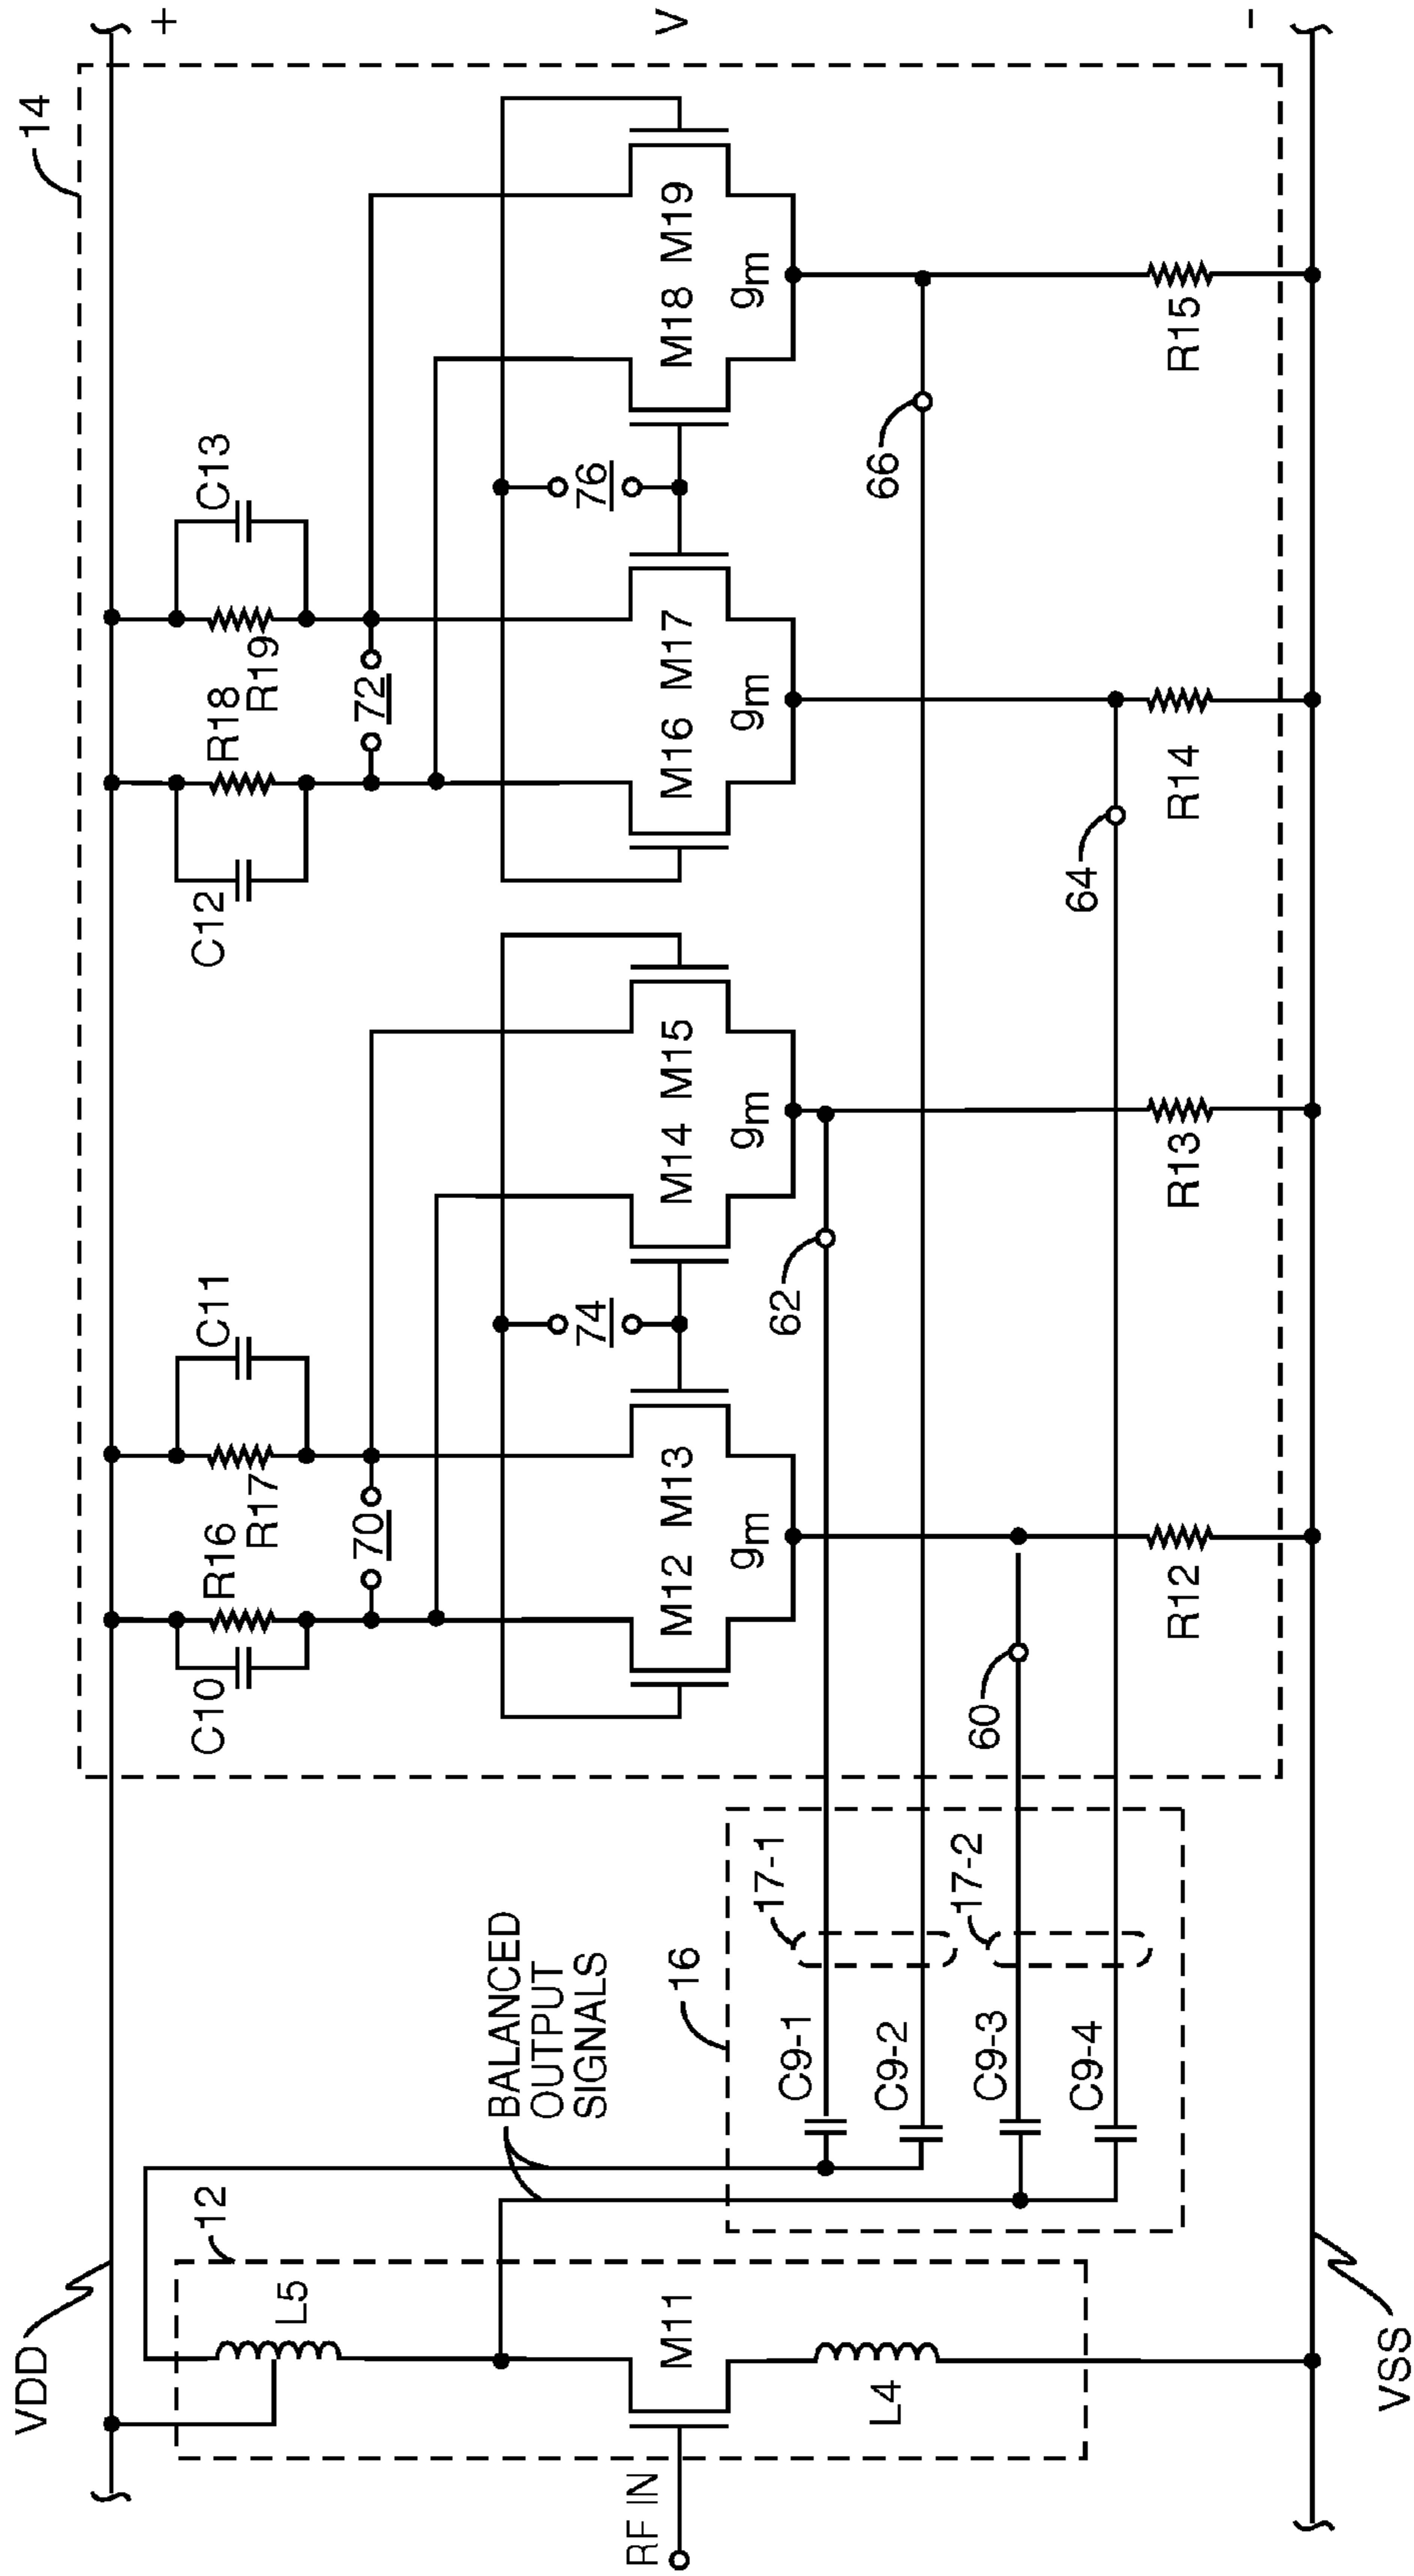 VDD
+
14
V
-
VSS
12
L5
M11
L4
RF IN
BALANCED
OUTPUT
SIGNALS
16
C9-1
C9-2
C9-3
C9-4
17-1
17-2
C10
R16
R17
C11
70
74
M12 M13
gm
M14 M15
gm
60
62
R12
R13
C12
R18
R19
C13
72
76
M16 M17
gm
M18 M19
gm
64
66
R14
R15